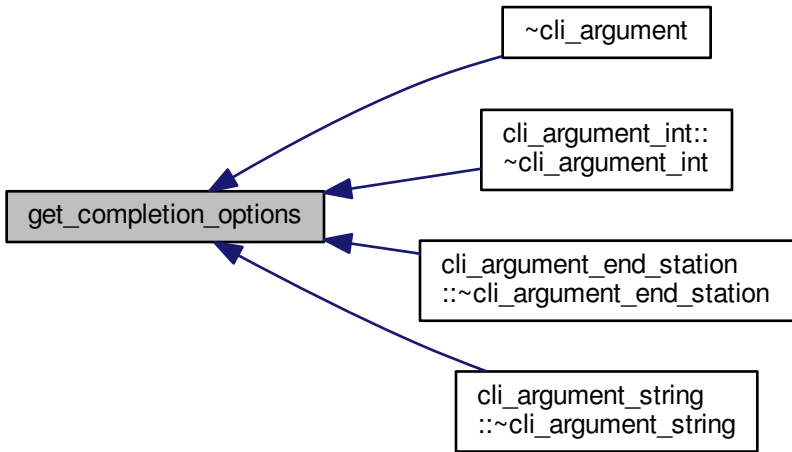 ~cli_argument
cli_argument_int::
~cli_argument_int
get_completion_options
cli_argument_end_station
::~cli_argument_end_station
cli_argument_string
::~cli_argument_string